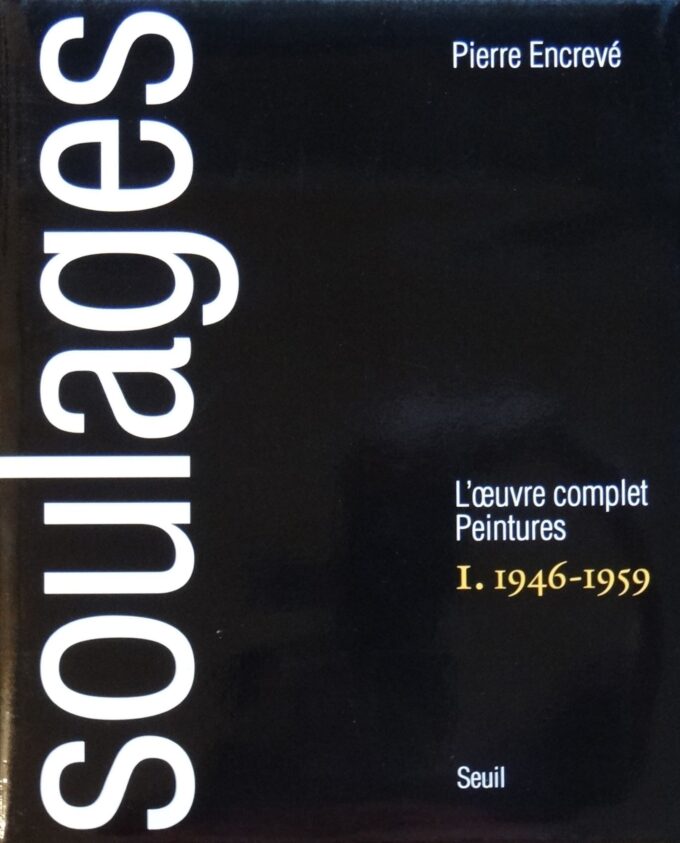 soulages
Pierre Encrevé
L'œuvre complet
Peintures
I. 1946-1959
Seuil